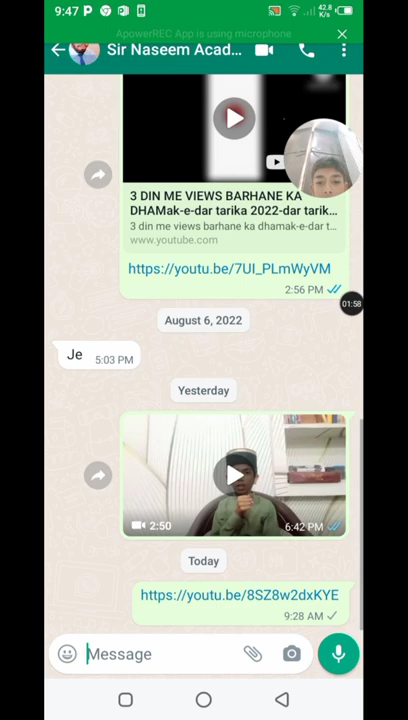 9:47 P
42.8
K/s
ApowerREC App is using microphone
Sir Naseem Acad...
3 DIN ME VIEWS BARHANE KA
DHAMak-e-dar tarika 2022-dar tarik...
3 din me views barhane ka dhamak-e-dar t...
www.youtube.com
https://youtu.be/7UI_PLmWyVM
2:56 PM
01:58
August 6, 2022
Je 5:03 PM
Yesterday
2:50 6:42 PM
Today
https://youtu.be/8SZ8w2dxKYE
9:28 AM
Message